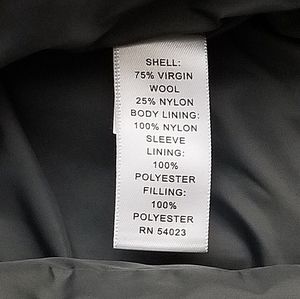 SHELL:
75% VIRGIN
WOOL
25% NYLON
BODY LINING:
100% NYLON
SLEEVE
LINING:
100%
POLYESTER
FILLING:
100%
POLYESTER
RN 54023